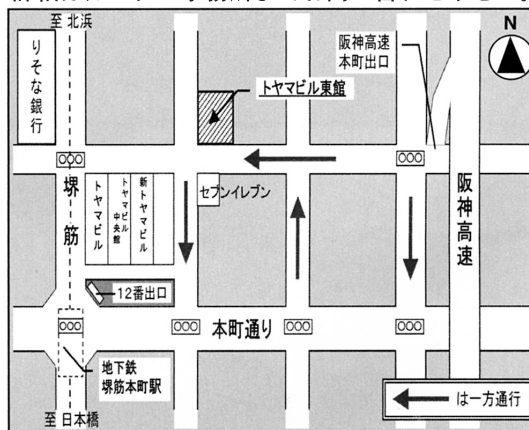 至 北浜
りそな銀行
阪神高速
本町出口
N
トヤマビル東館
堺筋
トヤマビル
トヤマビル
中央館
新トヤマビル
セブンイレブン
阪神高速
12番出口
本町通り
地下鉄
堺筋本町駅
至 日本橋
は一方通行